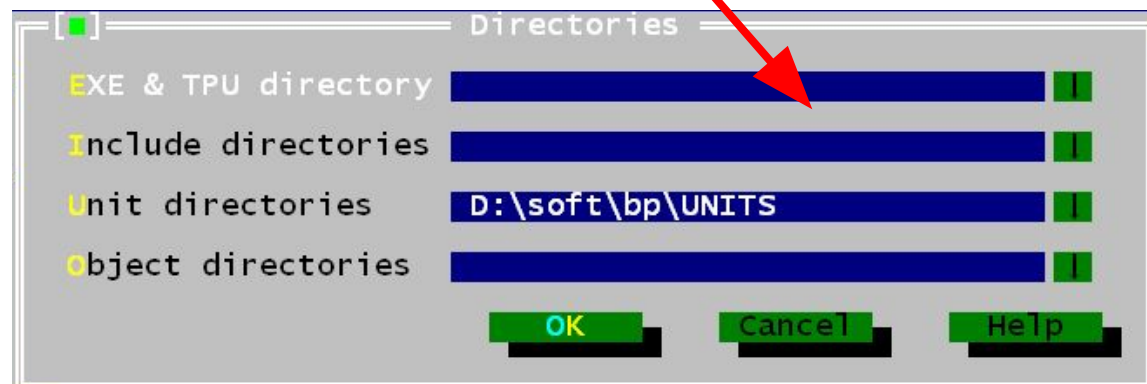 Directories
EXE & TPU directory
Include directories
Unit directories D:\soft\bp\UNITS
Object directories
OK Cancel Help